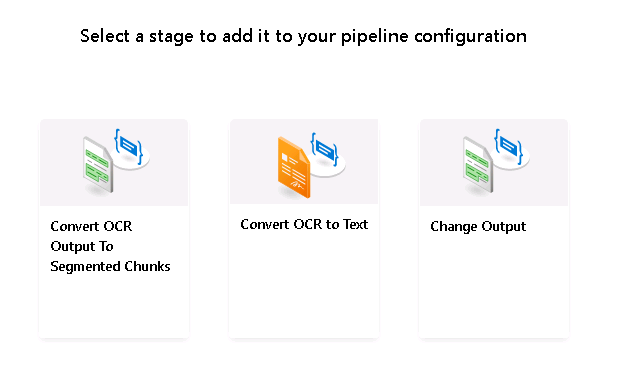 Select a stage to add it to your pipeline configuration
Convert OCR
Output To
Segmented Chunks
Convert OCR to Text
Change Output